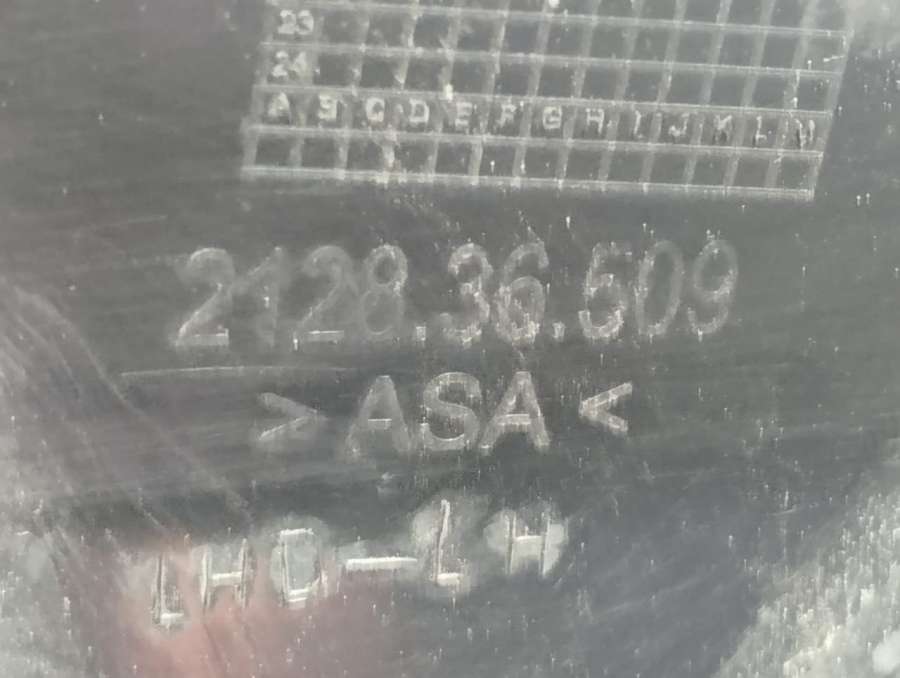 23
24
A B C D E F G H I J K L M
2128.36.509
>ASA<
LHD-LH